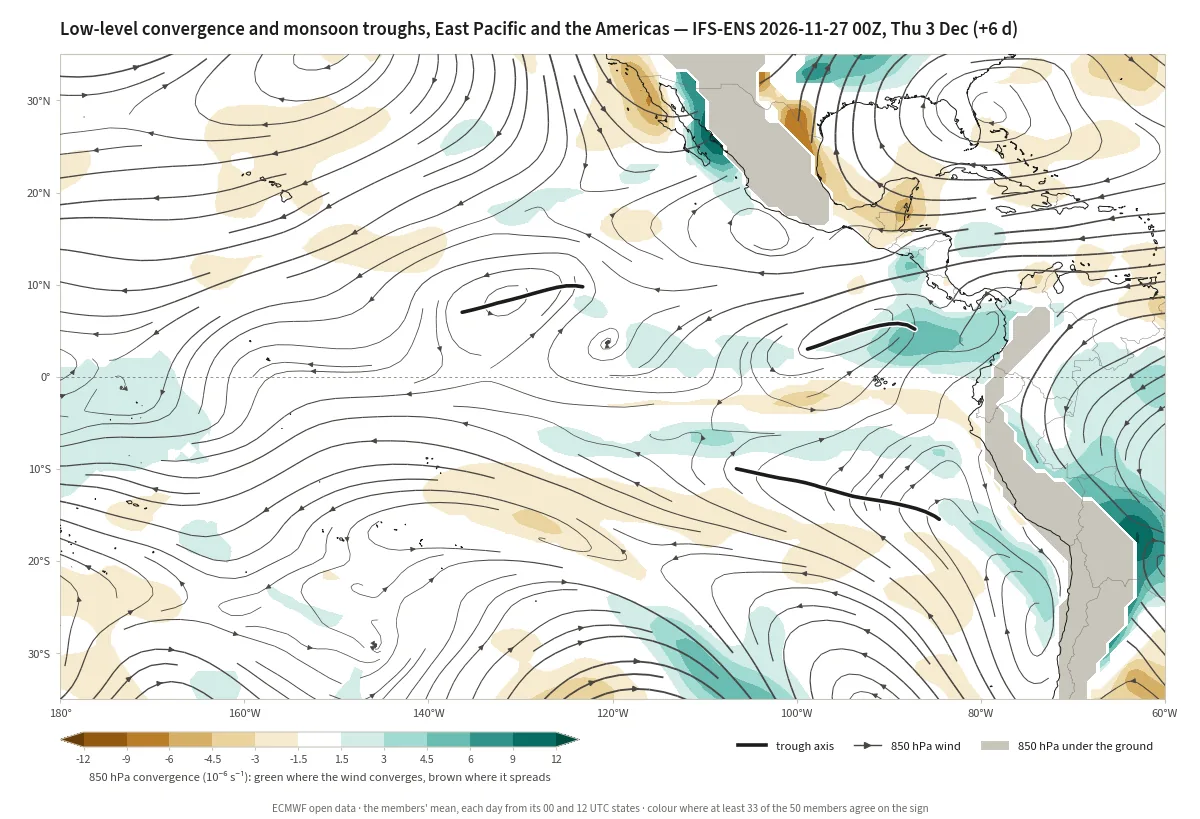 Low-level convergence and monsoon troughs, East Pacific and the Americas — IFS-ENS 2026-11-27 00Z, Thu 3 Dec (+6 d)
30°N
20°N
10°N
0°
10°S
20°S
30°S
180° 160°W 140°W 120°W 100°W 80°W 60°W
-12 -9 -6 -4.5 -3 -1.5 1.5 3 4.5 6 9 12
850 hPa convergence (10⁻⁶ s⁻¹): green where the wind converges, brown where it spreads
trough axis 850 hPa wind 850 hPa under the ground
ECMWF open data · the members' mean, each day from its 00 and 12 UTC states · colour where at least 33 of the 50 members agree on the sign